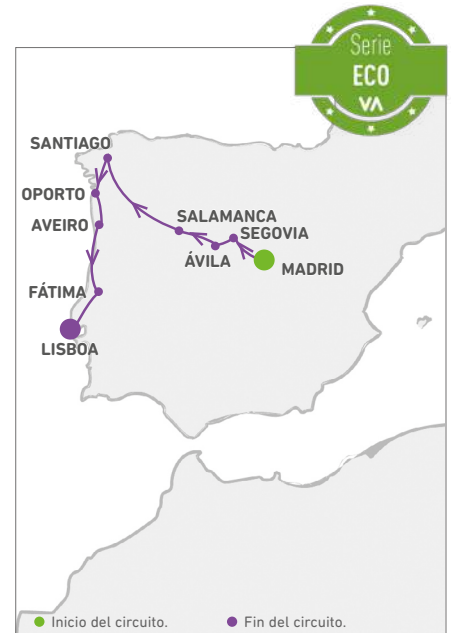 Serie
ECO
VA
SANTIAGO
OPORTO
AVEIRO
SALAMANCA
SEGOVIA
ÁVILA
MADRID
FÁTIMA
LISBOA
Inicio del circuito.
Fin del circuito.